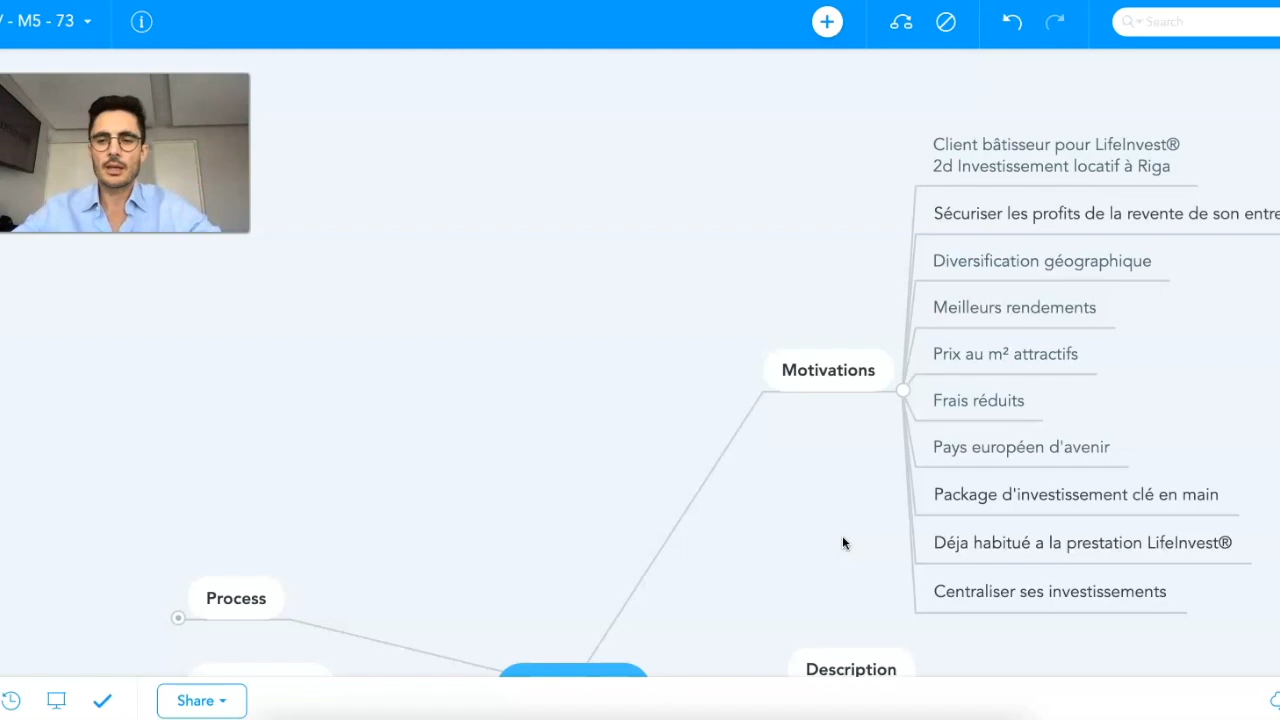 - M5 - 73
Search
Client bâtisseur pour LifeInvest®
2d Investissement locatif à Riga
Sécuriser les profits de la revente de son entre
Diversification géographique
Meilleurs rendements
Motivations
Prix au m² attractifs
Frais réduits
Pays européen d'avenir
Package d'investissement clé en main
Déja habitué a la prestation LifeInvest®
Process
Centraliser ses investissements
Description
Share